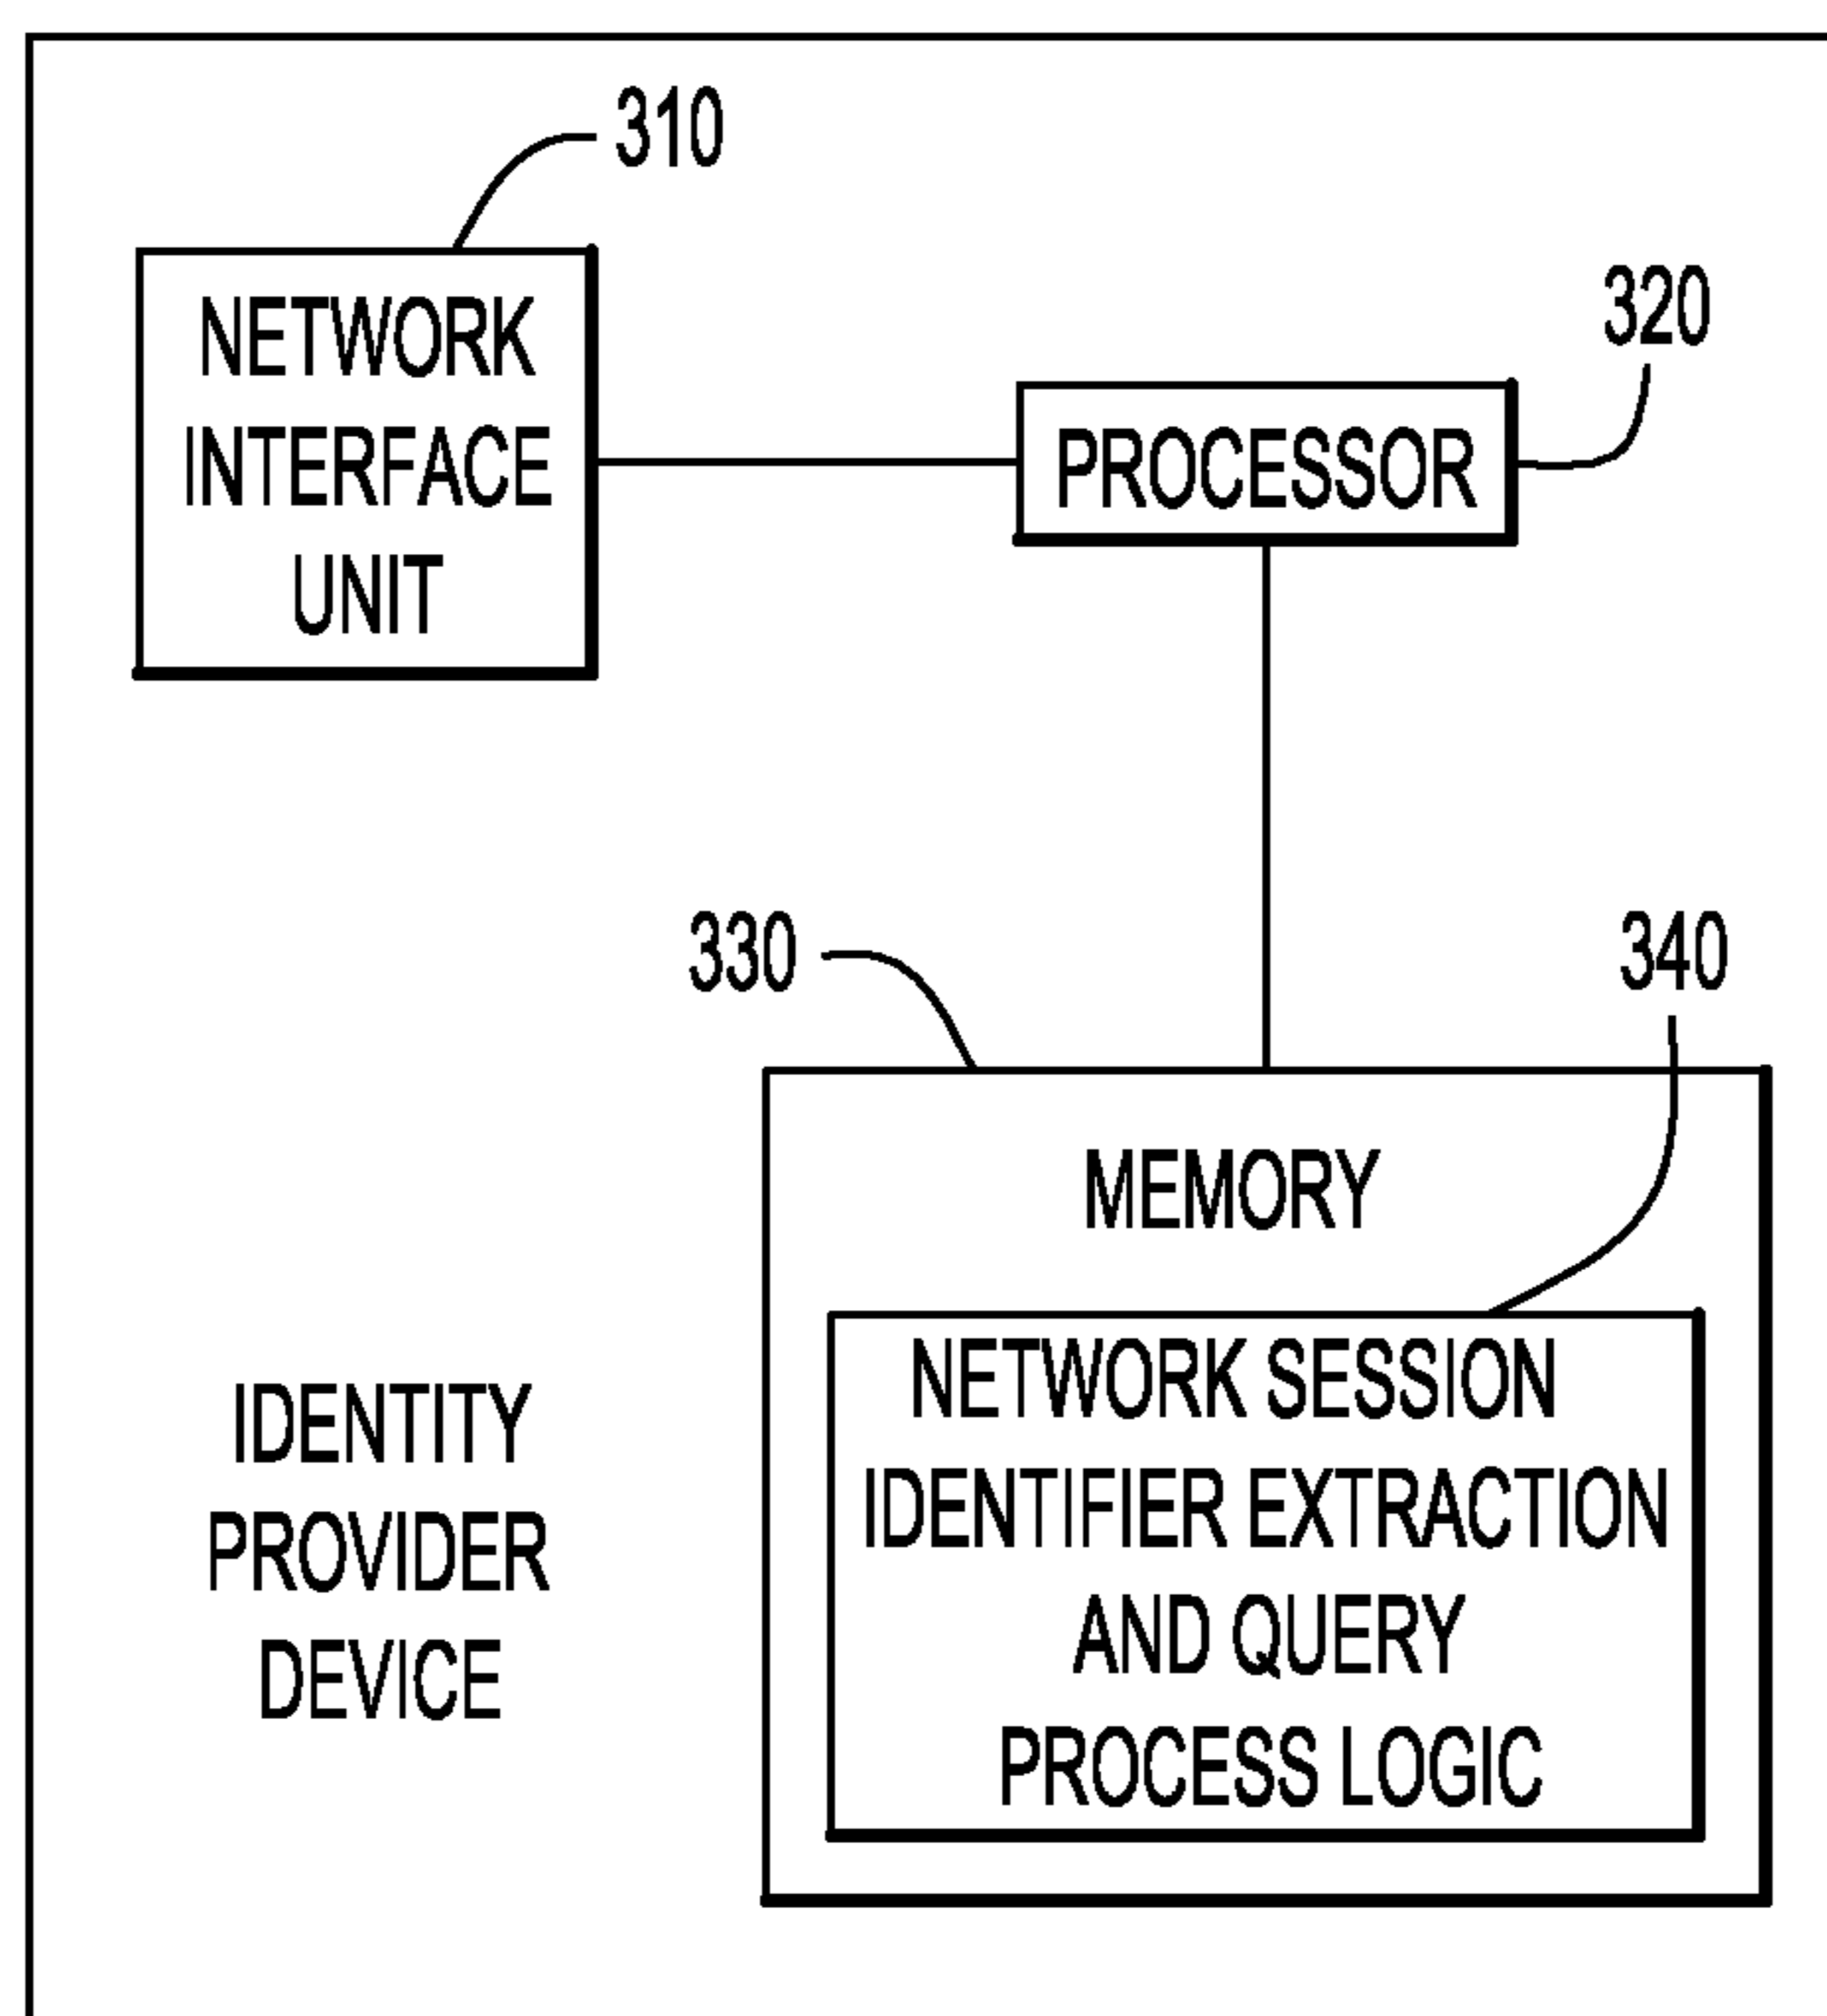 310
NETWORK
INTERFACE
UNIT
320
PROCESSOR
330
340
MEMORY
NETWORK SESSION
IDENTIFIER EXTRACTION
AND QUERY
PROCESS LOGIC
IDENTITY
PROVIDER
DEVICE